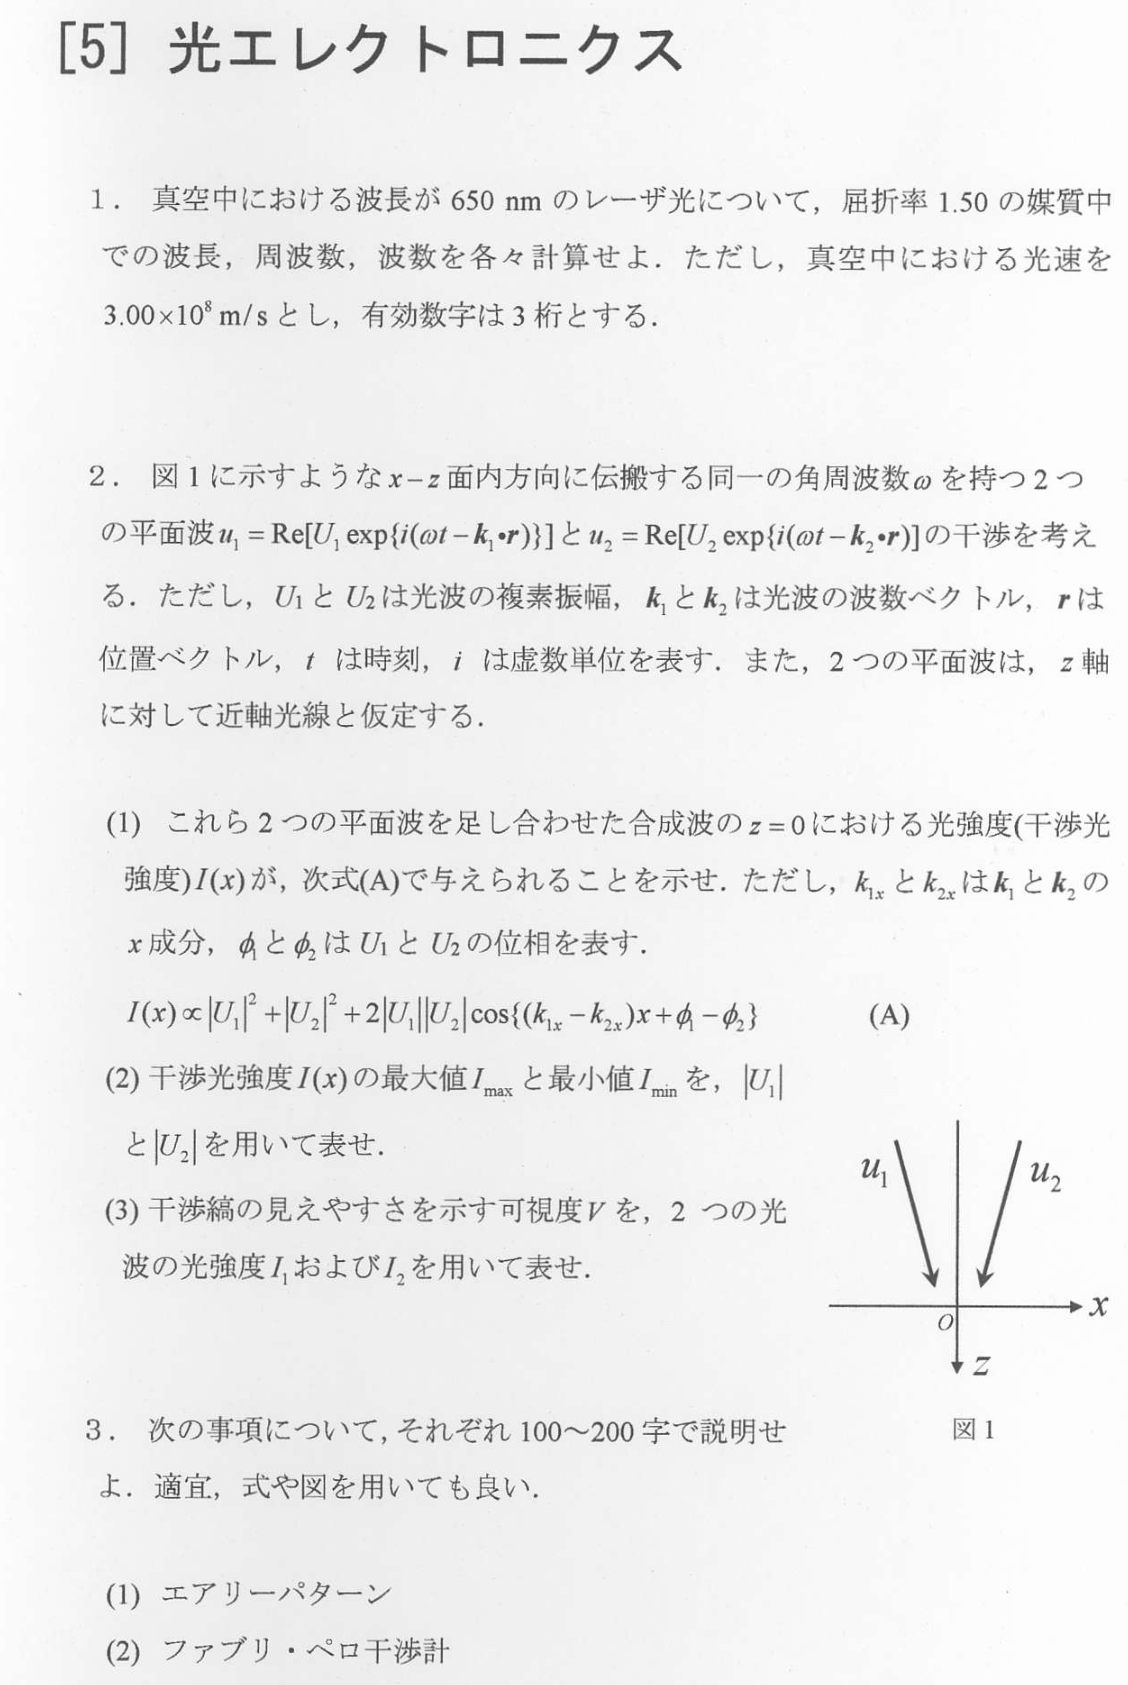 [5] 光エレクトロニクス
1． 真空中における波長が 650 nm のレーザ光について，屈折率 1.50 の媒質中
での波長，周波数，波数を各々計算せよ．ただし，真空中における光速を
3.00×10⁸ m/s とし，有効数字は 3 桁とする．
2． 図 1 に示すような x−z 面内方向に伝搬する同一の角周波数 ω を持つ 2 つ
の平面波 u₁ = Re[U₁ exp{i(ωt − k₁•r)}] と u₂ = Re[U₂ exp{i(ωt − k₂•r)] の干渉を考え
る．ただし，U₁ と U₂ は光波の複素振幅，k₁ と k₂ は光波の波数ベクトル，r は
位置ベクトル，t は時刻，i は虚数単位を表す．また，2 つの平面波は，z 軸
に対して近軸光線と仮定する．
(1) これら 2 つの平面波を足し合わせた合成波の z = 0 における光強度(干渉光
強度)I(x) が，次式(A)で与えられることを示せ．ただし，k₁ₓ と k₂ₓ は k₁ と k₂ の
x 成分，ϕ₁ と ϕ₂ は U₁ と U₂ の位相を表す．
I(x) ∝ |U₁|² + |U₂|² + 2|U₁||U₂| cos{(k₁ₓ − k₂ₓ)x + ϕ₁ − ϕ₂} (A)
(2) 干渉光強度 I(x) の最大値 Imax と最小値 Imin を，|U₁|
と |U₂| を用いて表せ．
(3) 干渉縞の見えやすさを示す可視度 V を，2 つの光
波の光強度 I₁ および I₂ を用いて表せ．
u₁
u₂
x
O
z
図 1
3． 次の事項について，それぞれ 100～200 字で説明せ
よ．適宜，式や図を用いても良い．
(1) エアリーパターン
(2) ファブリ・ペロ干渉計